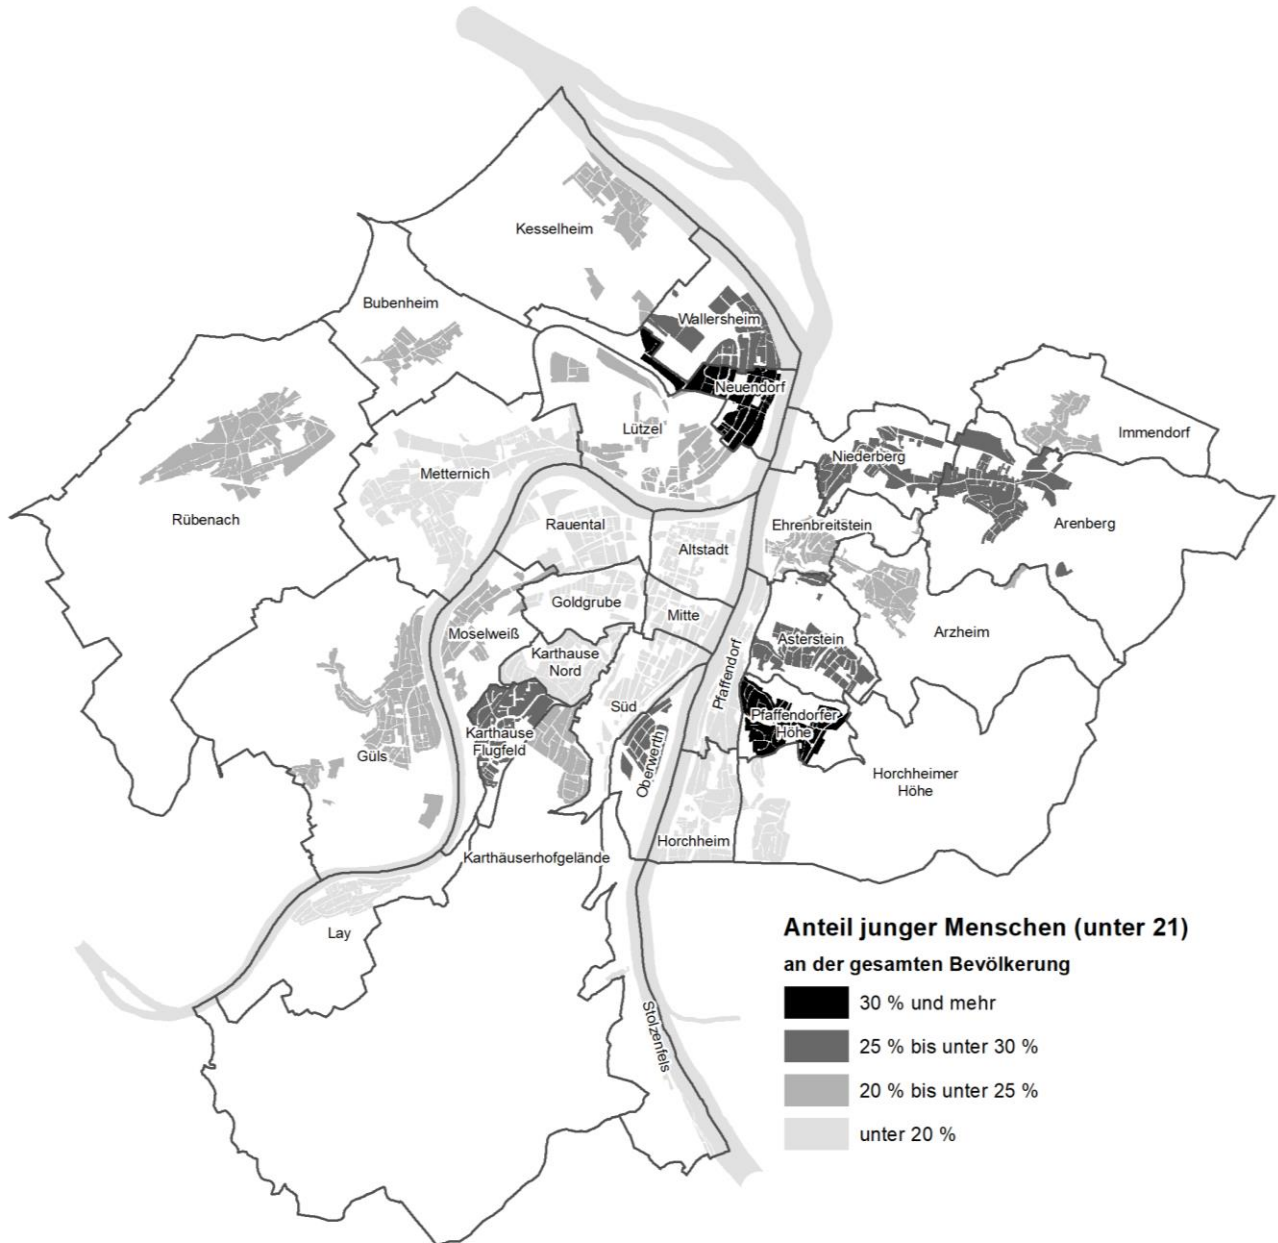 Kesselheim
Bubenheim
Wallersheim
Neuendorf
Lützel
Immendorf
Niederberg
Metternich
Rübenach
Rauental
Ehrenbreitstein
Arenberg
Altstadt
Goldgrube
Mitte
Moselweiß
Arzheim
Asterstein
Karthause
Nord
Pfaffendorf
Süd
Pfaffendorfer
Höhe
Karthause
Flugfeld
Güls
Oberwerth
Horchheimer
Höhe
Horchheim
Karthäuserhofgelände
Lay
Stolzenfels
Anteil junger Menschen (unter 21)
an der gesamten Bevölkerung
30 % und mehr
25 % bis unter 30 %
20 % bis unter 25 %
unter 20 %